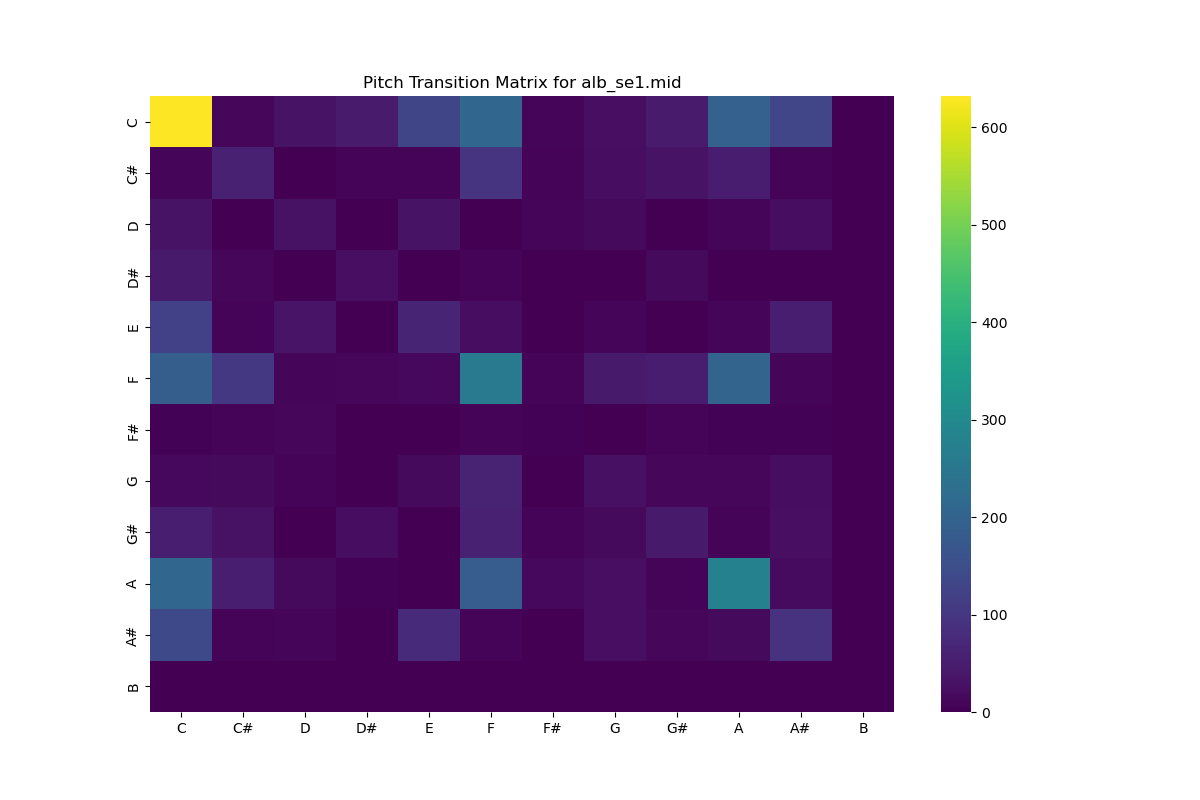 Pitch Transition Matrix for alb_se1.mid
C
C#
D
D#
E
F
F#
G
G#
A
A#
B
C C# D D# E F F# G G# A A# B
600
500
400
300
200
100
0